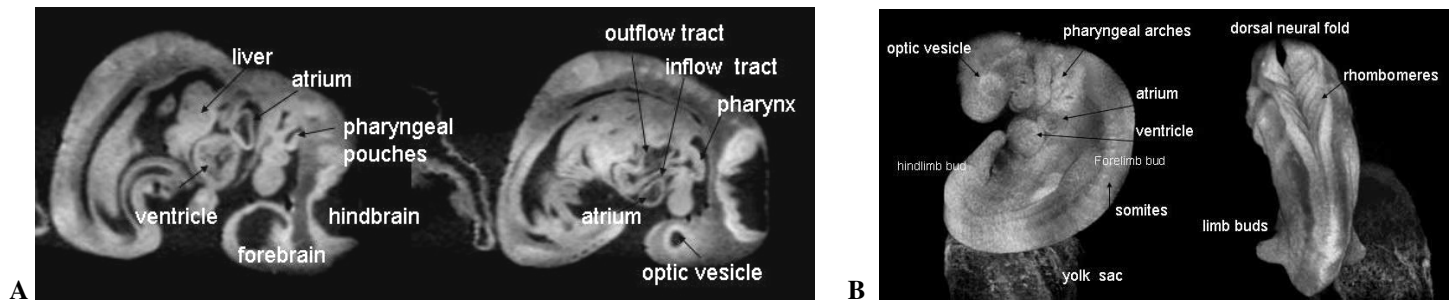 liver
atrium
pharyngeal
pouches
ventricle
hindbrain
forebrain
outflow tract
inflow tract
pharynx
atrium
optic vesicle
A
optic vesicle
pharyngeal arches
atrium
ventricle
hindlimb bud
Forelimb bud
somites
yolk sac
dorsal neural fold
rhombomeres
limb buds
B